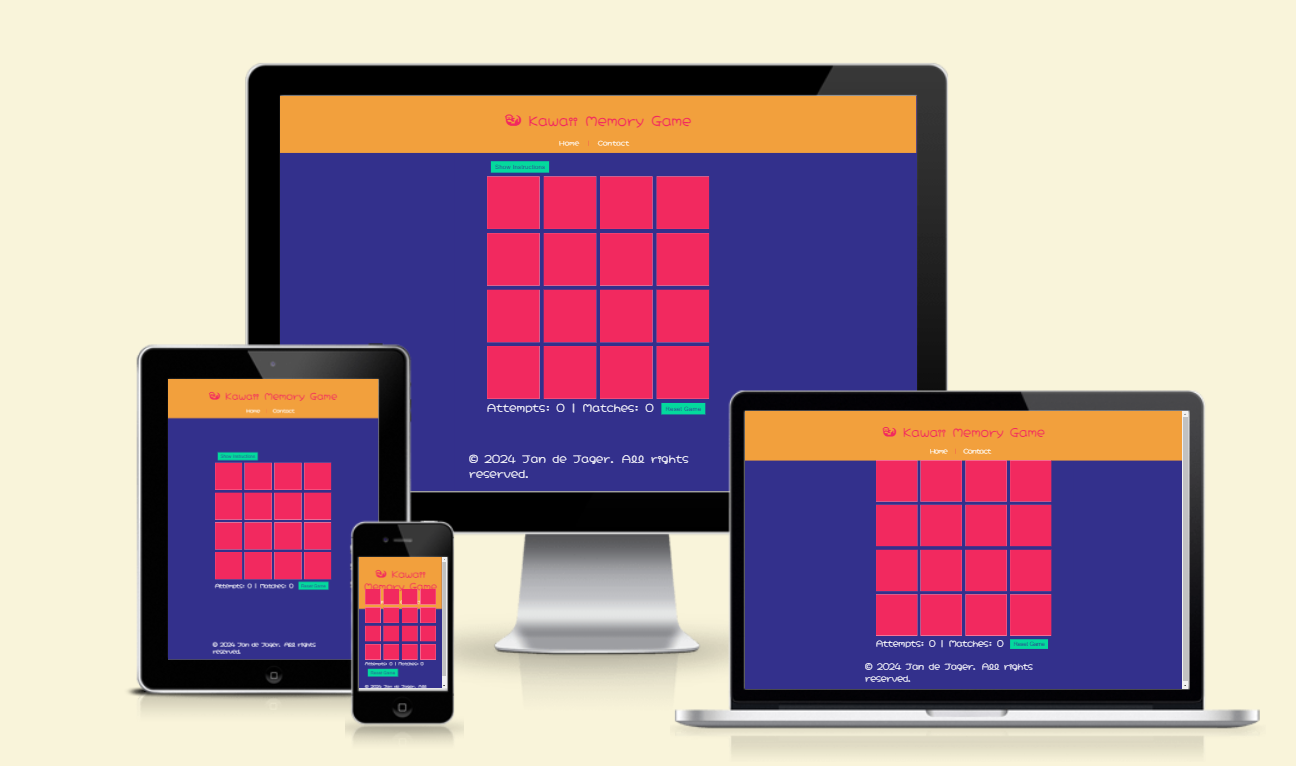 Kawaii Memory Game
Home Contact
Show Instructions
Attempts: 0 | Matches: 0 Reset Game
© 2024 Jan de Jager. All rights
reserved.
Kawaii Memory Game
Home Contact
Show Instructions
Attempts: 0 | Matches: 0 Reset Game
© 2024 Jan de Jager. All rights
reserved.
Kawaii
Memory Game
Attempts: 0 | Matches: 0
Reset Game
© 2024 Jan de Jager. All
Kawaii Memory Game
Home Contact
Attempts: 0 | Matches: 0 Reset Game
© 2024 Jan de Jager. All rights
reserved.